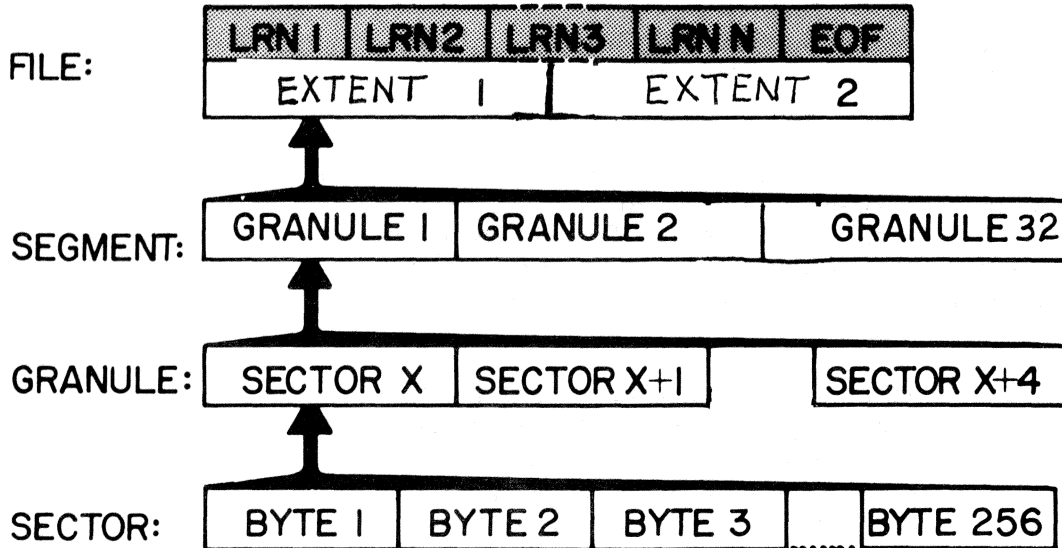 LRN 1 LRN2 LRN3 LRN N EOF
FILE:
EXTENT 1 EXTENT 2
SEGMENT: GRANULE 1 GRANULE 2 GRANULE 32
GRANULE: SECTOR X SECTOR X+1 SECTOR X+4
SECTOR: BYTE 1 BYTE 2 BYTE 3 BYTE 256